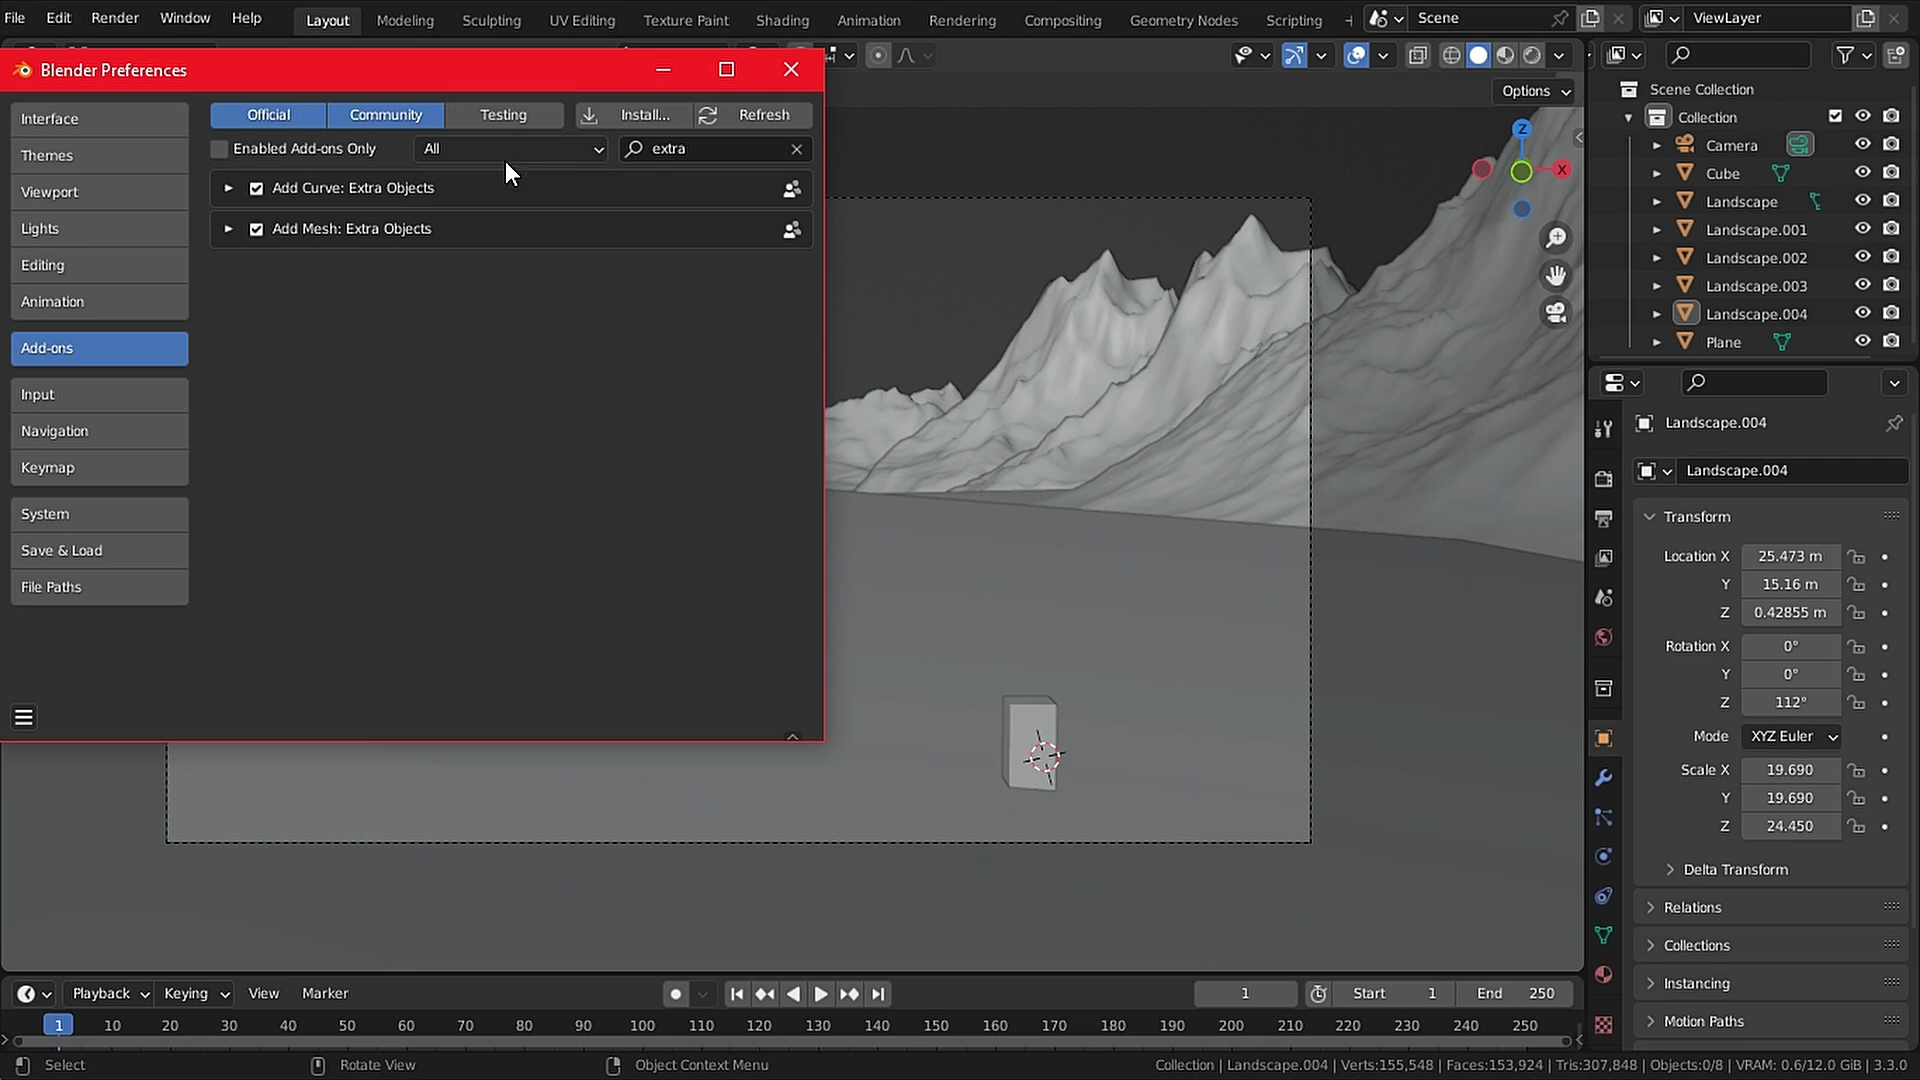 File Edit Render Window Help Layout Modeling Sculpting UV Editing Texture Paint Shading Animation Rendering Compositing Geometry Nodes Scripting Scene ViewLayer
Blender Preferences
Interface
Themes
Viewport
Lights
Editing
Animation
Add-ons
Input
Navigation
Keymap
System
Save & Load
File Paths
Official Community Testing Install... Refresh
Enabled Add-ons Only All extra
Add Curve: Extra Objects
Add Mesh: Extra Objects
Options
Z
X
Scene Collection
Collection
Camera
Cube
Landscape
Landscape.001
Landscape.002
Landscape.003
Landscape.004
Plane
Landscape.004
Landscape.004
Transform
Location X 25.473 m
Y 15.16 m
Z 0.42855 m
Rotation X 0°
Y 0°
Z 112°
Mode XYZ Euler
Scale X 19.690
Y 19.690
Z 24.450
Delta Transform
Relations
Collections
Instancing
Motion Paths
Playback Keying View Marker 1 Start 1 End 250
1 10 20 30 40 50 60 70 80 90 100 110 120 130 140 150 160 170 180 190 200 210 220 230 240 250
Select Rotate View Object Context Menu Collection | Landscape.004 | Verts:155,548 | Faces:153,924 | Tris:307,848 | Objects:0/8 | VRAM: 0.6/12.0 GiB | 3.3.0